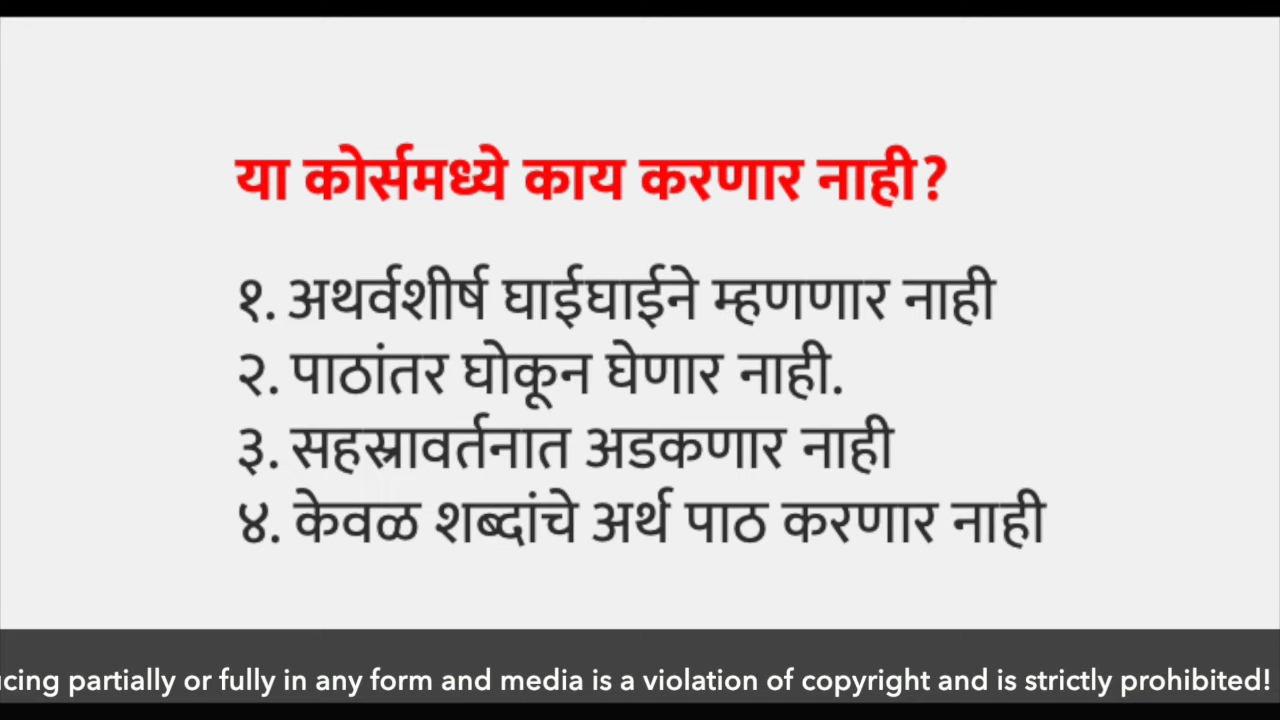 या कोर्समध्ये काय करणार नाही?
१. अथर्वशीर्ष घाईघाईने म्हणणार नाही
२. पाठांतर घोकून घेणार नाही.
३. सहस्रावर्तनात अडकणार नाही
४. केवळ शब्दांचे अर्थ पाठ करणार नाही
partially or fully in any form and media is a violation of copyright and is strictly prohibited!